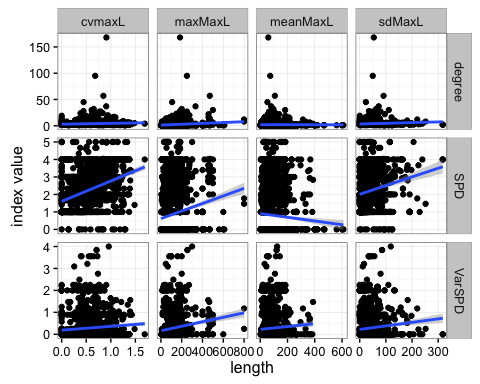 cvmaxL maxMaxL meanMaxL sdMaxL
150
100
50
0
degree
5
4
3
2
1
0
SPD
4
3
2
1
0
VarSPD
index value
0.0 0.5 1.0 1.5 0 200 400 600 800 0 200 400 600 0 100 200 300
length